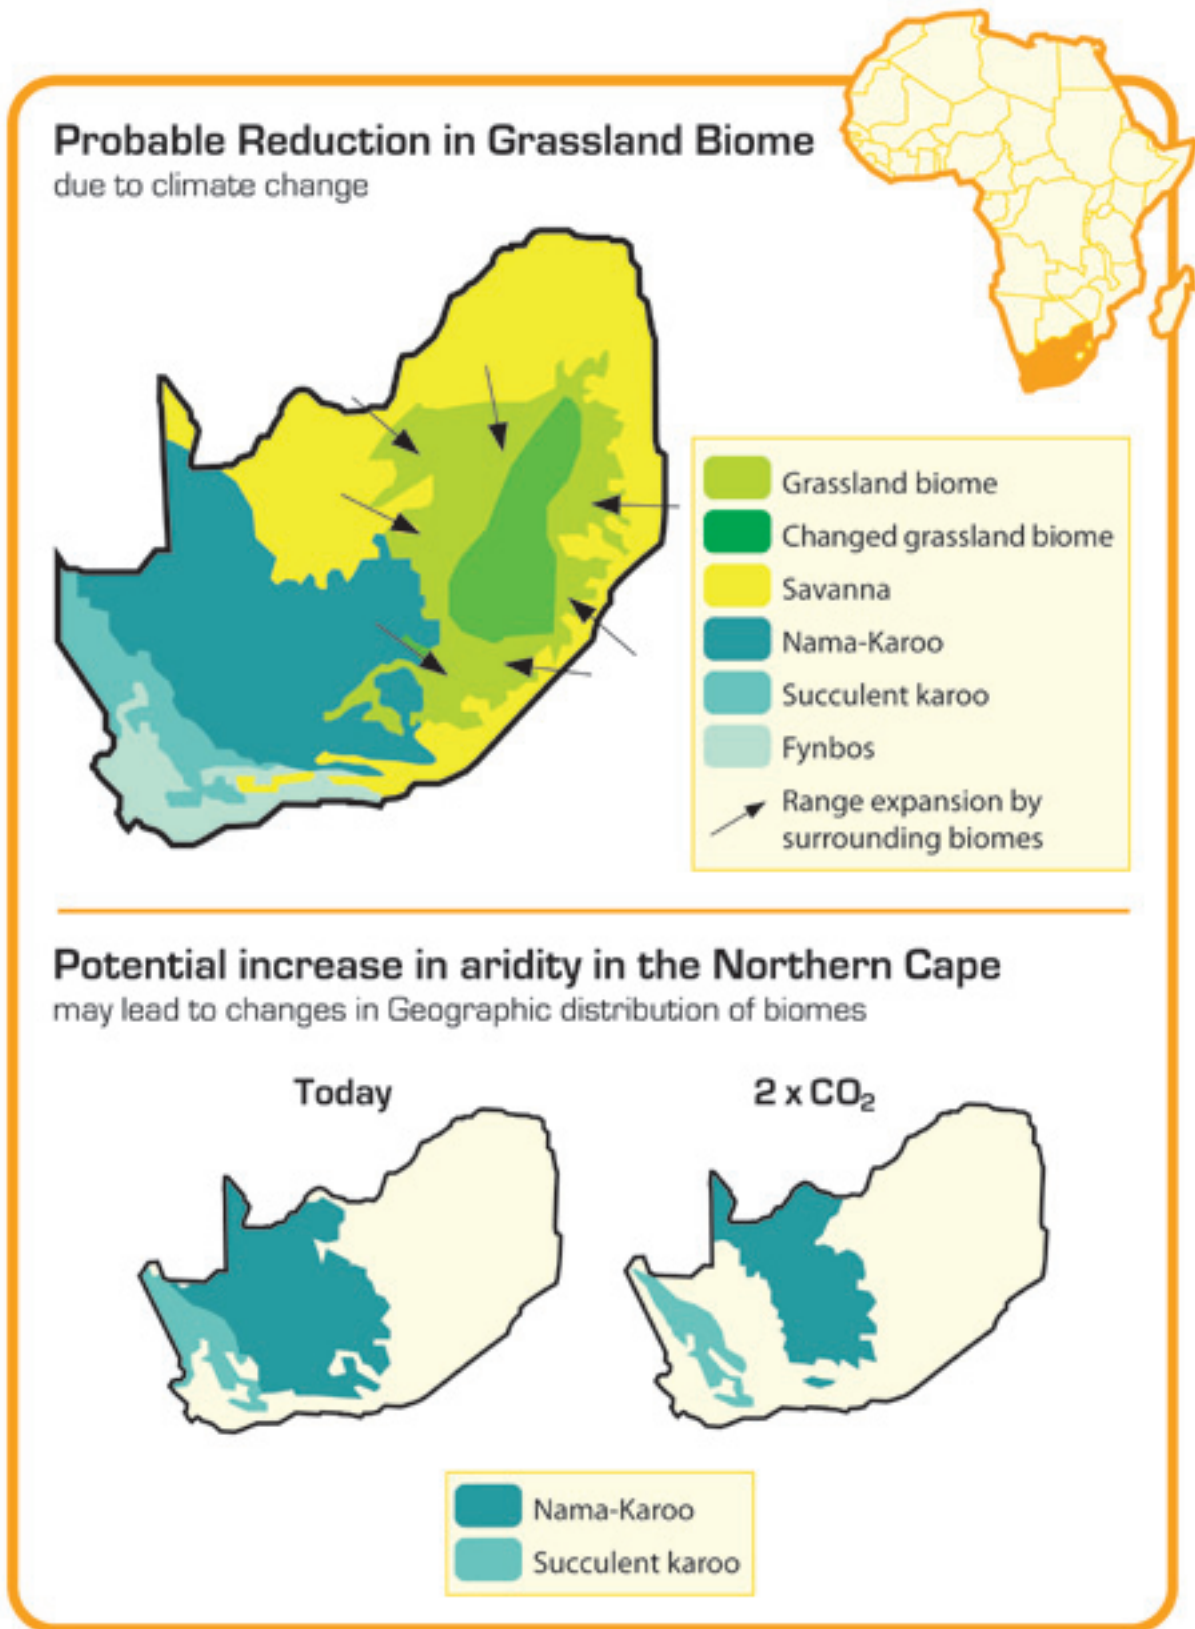 Probable Reduction in Grassland Biome
due to climate change
Grassland biome
Changed grassland biome
Savanna
Nama-Karoo
Succulent karoo
Fynbos
Range expansion by
surrounding biomes
Potential increase in aridity in the Northern Cape
may lead to changes in Geographic distribution of biomes
Today
2 x CO₂
Nama-Karoo
Succulent karoo